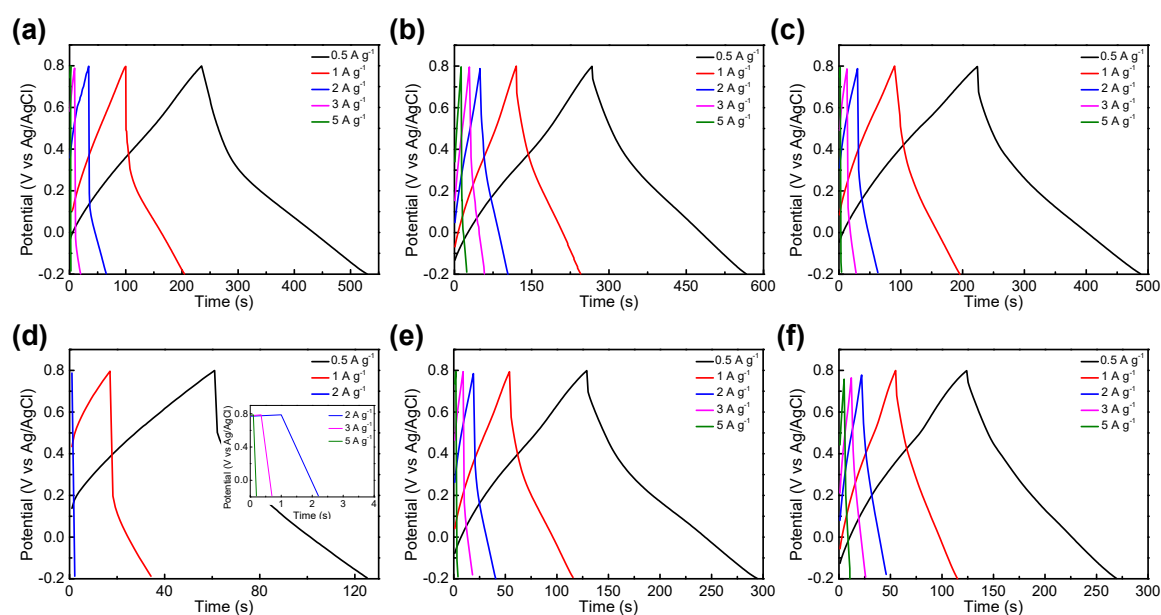 (a)
0.5 A g⁻¹
1 A g⁻¹
2 A g⁻¹
3 A g⁻¹
5 A g⁻¹
0.8
0.6
0.4
0.2
0.0
-0.2
Potential (V vs Ag/AgCl)
0 100 200 300 400 500
Time (s)
(b)
0.5 A g⁻¹
1 A g⁻¹
2 A g⁻¹
3 A g⁻¹
5 A g⁻¹
0.8
0.6
0.4
0.2
0.0
-0.2
Potential (V vs Ag/AgCl)
0 150 300 450 600
Time (s)
(c)
0.5 A g⁻¹
1 A g⁻¹
2 A g⁻¹
3 A g⁻¹
5 A g⁻¹
0.8
0.6
0.4
0.2
0.0
-0.2
Potential (V vs Ag/AgCl)
0 100 200 300 400 500
Time (s)
(d)
0.5 A g⁻¹
1 A g⁻¹
2 A g⁻¹
0.8
0.6
0.4
0.2
0.0
-0.2
Potential (V vs Ag/AgCl)
0 40 80 120
Time (s)
2 A g⁻¹
3 A g⁻¹
5 A g⁻¹
0.8
0.4
0.0
Potential (V vs Ag/AgCl)
0 1 2 3 4
Time (s)
(e)
0.5 A g⁻¹
1 A g⁻¹
2 A g⁻¹
3 A g⁻¹
5 A g⁻¹
0.8
0.6
0.4
0.2
0.0
-0.2
Potential (V vs Ag/AgCl)
0 50 100 150 200 250 300
Time (s)
(f)
0.5 A g⁻¹
1 A g⁻¹
2 A g⁻¹
3 A g⁻¹
5 A g⁻¹
0.8
0.6
0.4
0.2
0.0
-0.2
Potential (V vs Ag/AgCl)
0 50 100 150 200 250 300
Time (s)